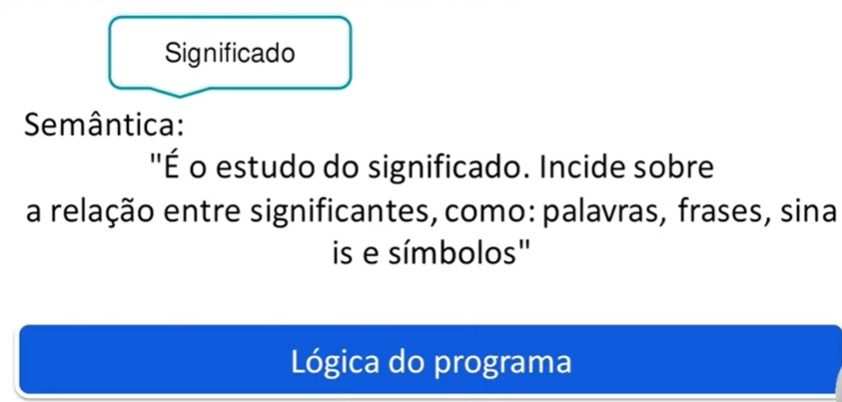 Significado
Semântica:
"É o estudo do significado. Incide sobre
a relação entre significantes, como: palavras, frases, sina
is e símbolos"
Lógica do programa